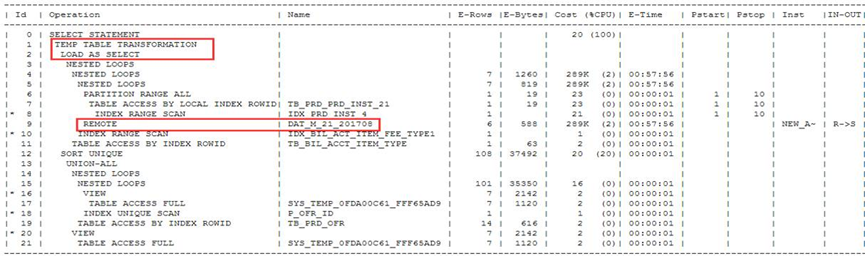 | Id | Operation | Name | E-Rows |E-Bytes| Cost (%CPU)| E-Time | Pstart| Pstop | Inst |IN-OUT|
| 0 | SELECT STATEMENT | | | | 20 (100)| | | | | |
| 1 | TEMP TABLE TRANSFORMATION | | | | | | | | | |
| 2 | LOAD AS SELECT | | | | | | | | | |
| 3 | NESTED LOOPS | | | | | | | | | |
| 4 | NESTED LOOPS | | 7 | 1260 | 289K (2)| 00:57:56 | | | | |
| 5 | NESTED LOOPS | | 7 | 819 | 289K (2)| 00:57:56 | | | | |
| 6 | PARTITION RANGE ALL | | 1 | 19 | 23 (0)| 00:00:01 | 1 | 10 | | |
| 7 | TABLE ACCESS BY LOCAL INDEX ROWID| TB_PRD_PRD_INST_21 | 1 | 19 | 23 (0)| 00:00:01 | 1 | 10 | | |
|* 8 | INDEX RANGE SCAN | IDX_PRD_INST_4 | 1 | | 21 (0)| 00:00:01 | 1 | 10 | | |
| 9 | REMOTE | DAT_M_21_201708 | 6 | 588 | 289K (2)| 00:57:56 | | | NEW_A~ | R->S |
|* 10 | INDEX RANGE SCAN | IDX_BIL_ACT_ITEM_FEE_TYPE1 | 1 | | 1 (0)| 00:00:01 | | | | |
| 11 | TABLE ACCESS BY INDEX ROWID | TB_BIL_ACCT_ITEM_TYPE | 1 | 63 | 2 (0)| 00:00:01 | | | | |
| 12 | SORT UNIQUE | | 108 | 37492 | 20 (20)| 00:00:01 | | | | |
| 13 | UNION-ALL | | | | | | | | | |
| 14 | NESTED LOOPS | | | | | | | | | |
| 15 | NESTED LOOPS | | 101 | 35350 | 16 (0)| 00:00:01 | | | | |
|* 16 | VIEW | | 7 | 2142 | 2 (0)| 00:00:01 | | | | |
| 17 | TABLE ACCESS FULL | SYS_TEMP_0FDA00C61_FFF65AD9 | 7 | 1120 | 2 (0)| 00:00:01 | | | | |
|* 18 | INDEX UNIQUE SCAN | P_OFR_ID | 1 | | 1 (0)| 00:00:01 | | | | |
| 19 | TABLE ACCESS BY INDEX ROWID | TB_PRD_OFR | 14 | 616 | 2 (0)| 00:00:01 | | | | |
|* 20 | VIEW | | 7 | 2142 | 2 (0)| 00:00:01 | | | | |
| 21 | TABLE ACCESS FULL | SYS_TEMP_0FDA00C61_FFF65AD9 | 7 | 1120 | 2 (0)| 00:00:01 | | | | |